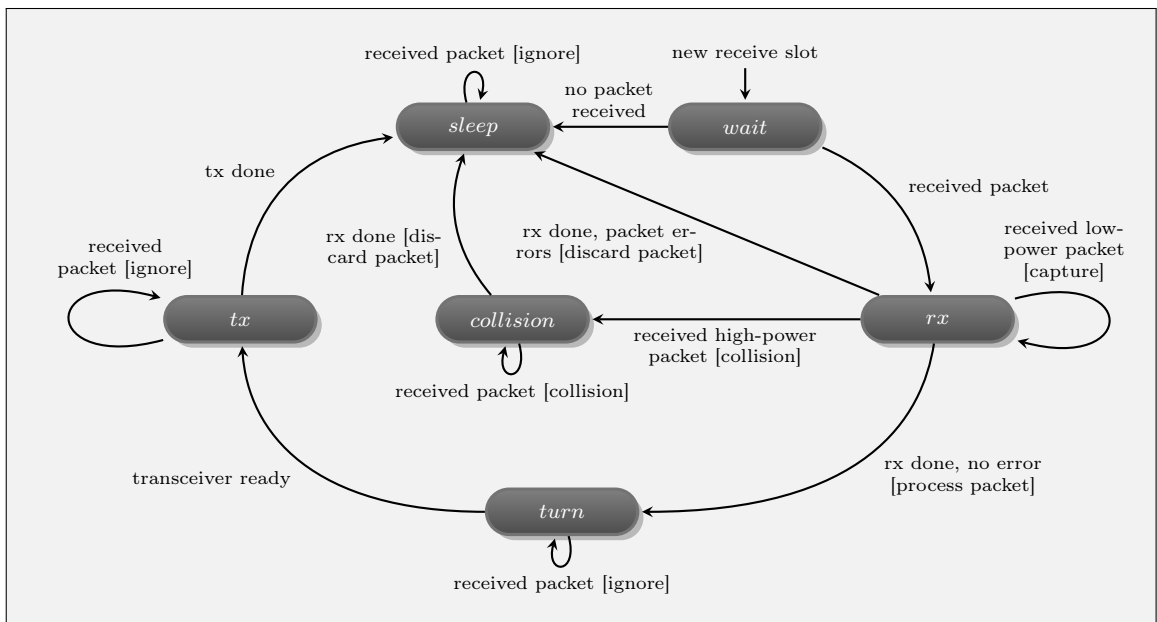 received packet [ignore]
new receive slot
no packet
received
sleep
wait
tx done
received packet
received
packet [ignore]
rx done [dis-
card packet]
rx done, packet er-
rors [discard packet]
received low-
power packet
[capture]
tx
collision
rx
received high-power
packet [collision]
received packet [collision]
transceiver ready
rx done, no error
[process packet]
turn
received packet [ignore]